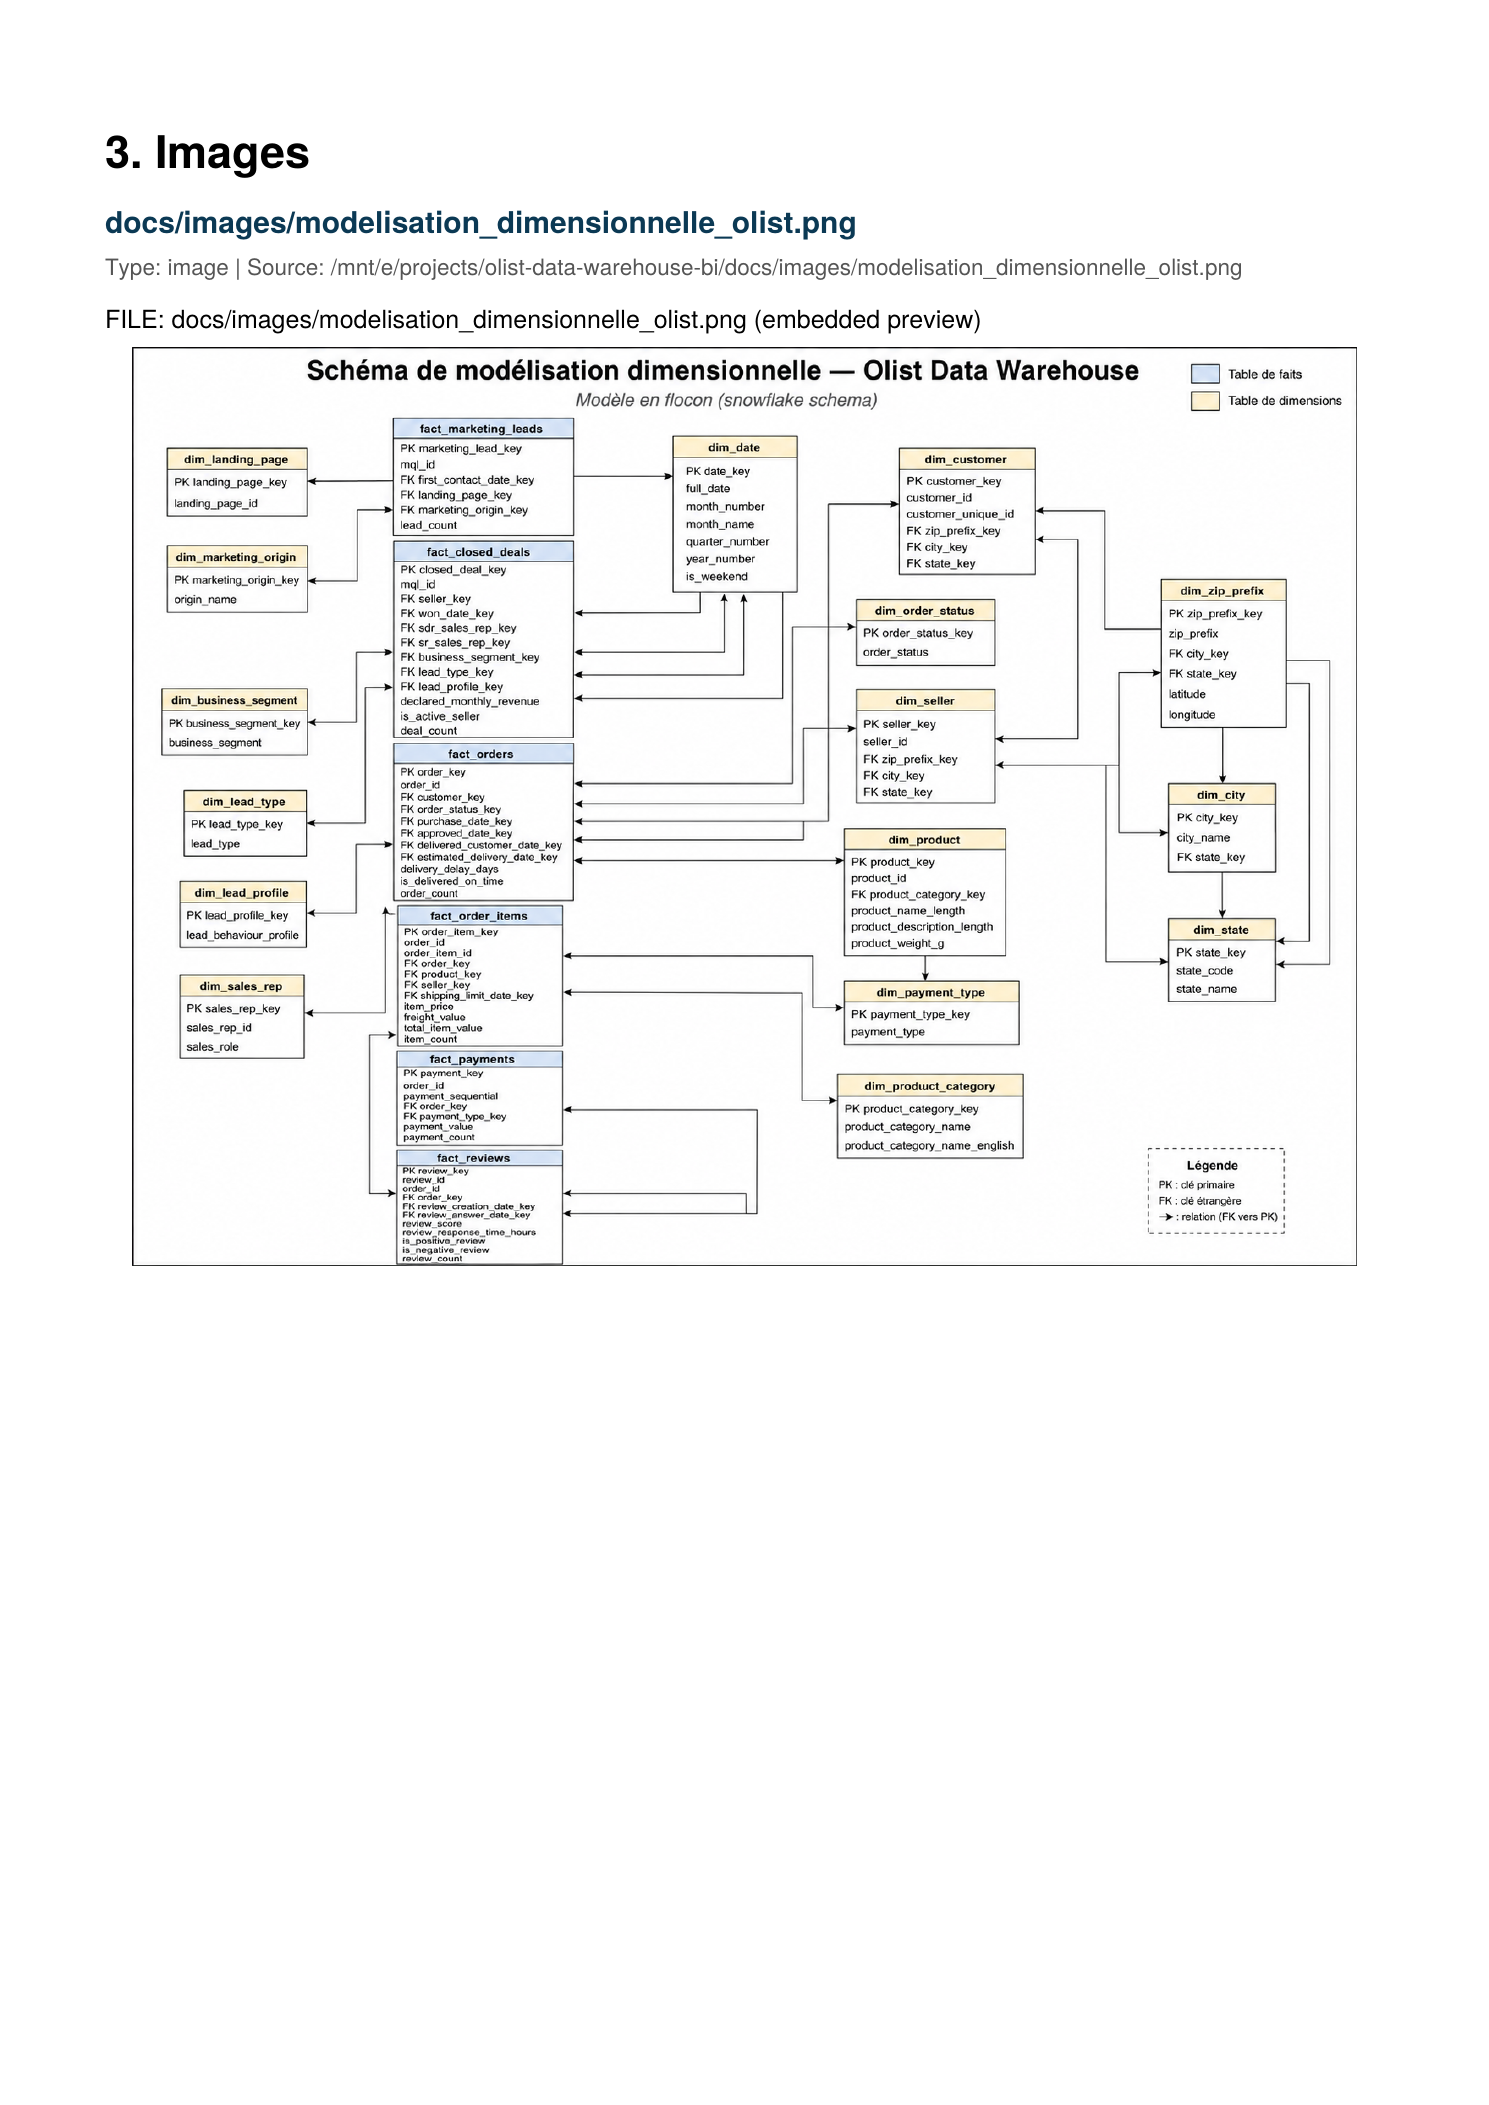 3. Images
docs/images/modelisation_dimensionnelle_olist.png
Type: image | Source: /mnt/e/projects/olist-data-warehouse-bi/docs/images/modelisation_dimensionnelle_olist.png
FILE: docs/images/modelisation_dimensionnelle_olist.png (embedded preview)
Schéma de modélisation dimensionnelle — Olist Data Warehouse
Modèle en flocon (snowflake schema)
Table de faits
Table de dimensions
dim_landing_page
PK landing_page_key
landing_page_id
dim_marketing_origin
PK marketing_origin_key
origin_name
dim_business_segment
PK business_segment_key
business_segment
dim_lead_type
PK lead_type_key
lead_type
dim_lead_profile
PK lead_profile_key
lead_behaviour_profile
dim_sales_rep
PK sales_rep_key
sales_rep_id
sales_role
fact_marketing_leads
PK marketing_lead_key
mql_id
FK first_contact_date_key
FK landing_page_key
FK marketing_origin_key
lead_count
fact_closed_deals
PK closed_deal_key
mql_id
FK seller_key
FK won_date_key
FK sdr_sales_rep_key
FK sr_sales_rep_key
FK business_segment_key
FK lead_type_key
FK lead_profile_key
declared_monthly_revenue
is_active_seller
deal_count
fact_orders
PK order_key
order_id
FK customer_key
FK order_status_key
FK purchase_date_key
FK approved_date_key
FK delivered_customer_date_key
FK estimated_delivery_date_key
delivery_delay_days
is_delivered_on_time
order_count
fact_order_items
PK order_item_key
order_id
order_item_id
FK order_key
FK product_key
FK seller_key
FK shipping_limit_date_key
item_price
freight_value
total_item_value
item_count
fact_payments
PK payment_key
order_id
payment_sequential
FK order_key
FK payment_type_key
payment_value
payment_count
fact_reviews
PK review_key
review_id
order_id
FK order_key
FK review_creation_date_key
FK review_answer_date_key
review_score
review_response_time_hours
is_positive_review
is_negative_review
review_count
dim_date
PK date_key
full_date
month_number
month_name
quarter_number
year_number
is_weekend
dim_customer
PK customer_key
customer_id
customer_unique_id
FK zip_prefix_key
FK city_key
FK state_key
dim_order_status
PK order_status_key
order_status
dim_seller
PK seller_key
seller_id
FK zip_prefix_key
FK city_key
FK state_key
dim_product
PK product_key
product_id
FK product_category_key
product_name_length
product_description_length
product_weight_g
dim_payment_type
PK payment_type_key
payment_type
dim_produuct_category
PK product_category_key
product_category_name
product_category_name_english
dim_zip_prefix
PK zip_prefix_key
zip_prefix
FK city_key
FK state_key
latitude
longitude
dim_city
PK city_key
city_name
FK state_key
dim_state
PK state_key
state_code
state_name
Légende
PK : clé primaire
FK : clé étrangère
: relation (FK vers PK)